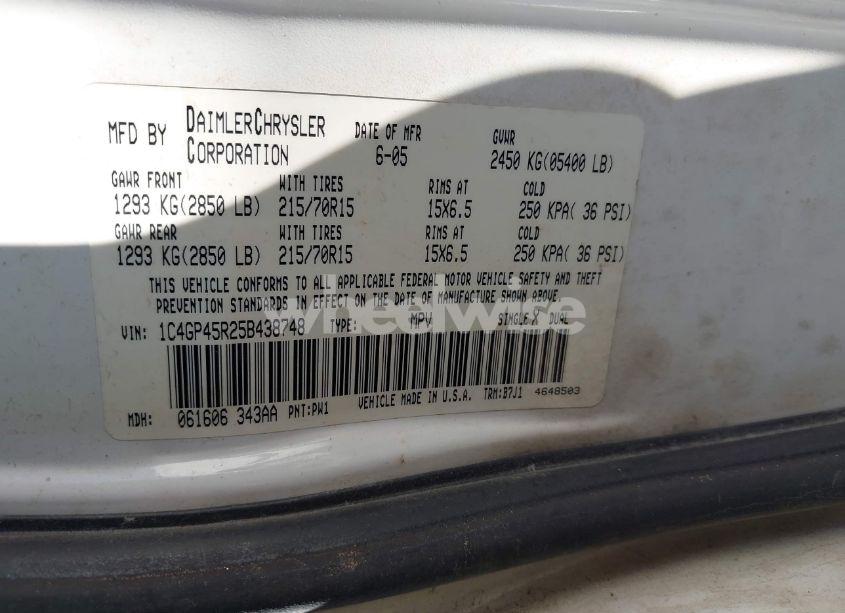 MFD BY DAIMLERCHRYSLER CORPORATION DATE OF MFR 6-05 GVWR 2450 KG(05400 LB)
GAWR FRONT WITH TIRES RIMS AT COLD
1293 KG(2850 LB) 215/70R15 15X6.5 250 KPA( 36 PSI)
GAWR REAR WITH TIRES RIMS AT COLD
1293 KG(2850 LB) 215/70R15 15X6.5 250 KPA( 36 PSI)
THIS VEHICLE CONFORMS TO ALL APPLICABLE FEDERAL MOTOR VEHICLE SAFETY AND THEFT
PREVENTION STANDARDS IN EFFECT ON THE DATE OF MANUFACTURE SHOWN ABOVE.
wheelwise
VIN: 1C4GP45R25B438748 TYPE: MPV SINGLE X DUAL
MDH: 061606 343AA PNT:PW1 VEHICLE MADE IN U.S.A. TRM:B7J1 4648503